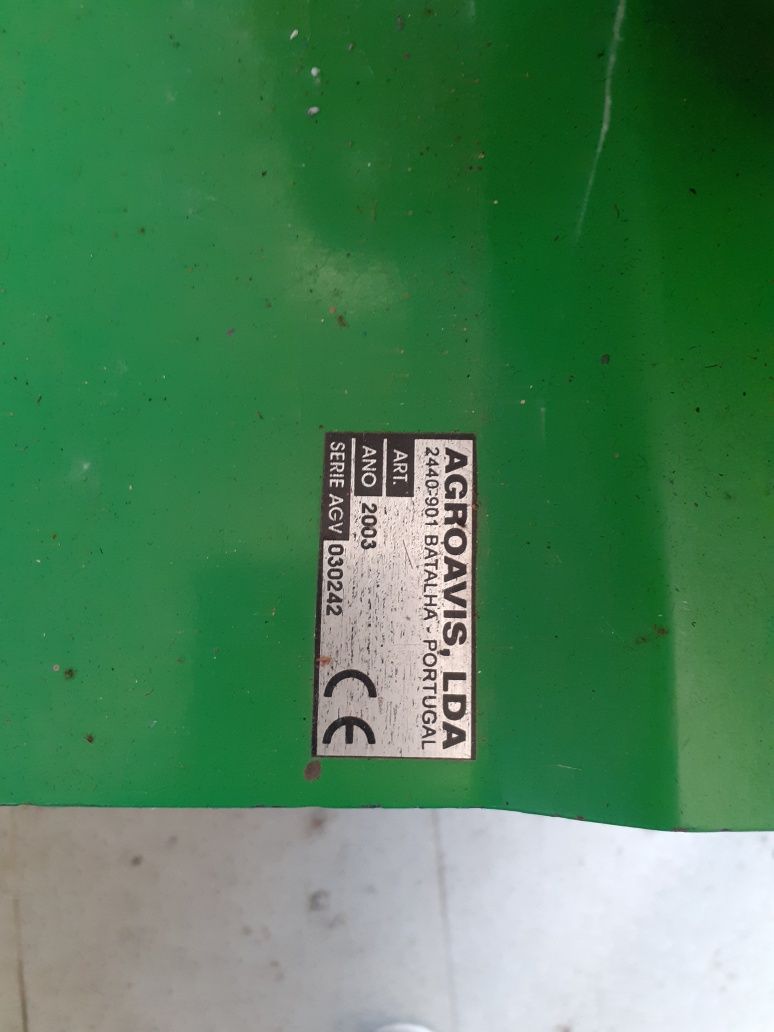 AGROAVIS, LDA
2440-901 BATALHA - PORTUGAL
ART.
ANO 2003
SERIE AGV 030242
CE